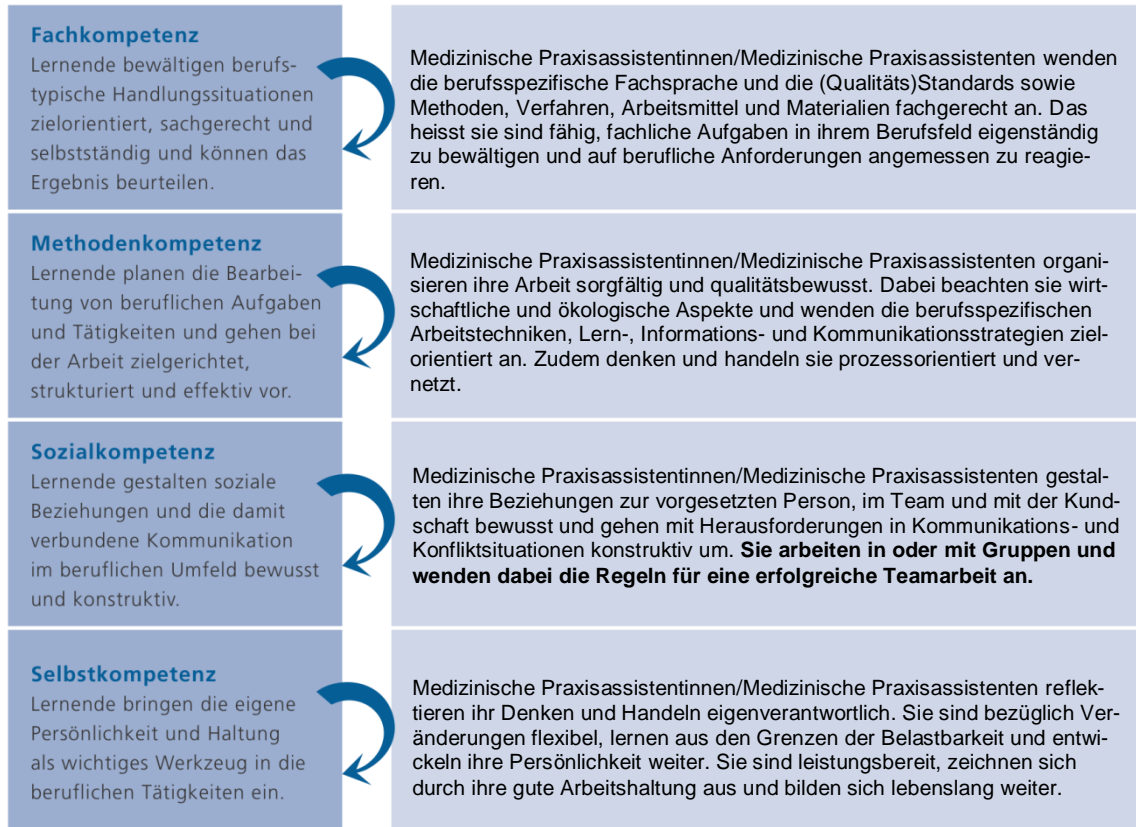 Fachkompetenz
Lernende bewältigen berufs-
typische Handlungssituationen
zielorientiert, sachgerecht und
selbstständig und können das
Ergebnis beurteilen.
Medizinische Praxisassistentinnen/Medizinische Praxisassistenten wenden
die berufsspezifische Fachsprache und die (Qualitäts)Standards sowie
Methoden, Verfahren, Arbeitsmittel und Materialien fachgerecht an. Das
heisst sie sind fähig, fachliche Aufgaben in ihrem Berufsfeld eigenständig
zu bewältigen und auf berufliche Anforderungen angemessen zu reagie-
ren.
Methodenkompetenz
Lernende planen die Bearbei-
tung von beruflichen Aufgaben
und Tätigkeiten und gehen bei
der Arbeit zielgerichtet,
strukturiert und effektiv vor.
Medizinische Praxisassistentinnen/Medizinische Praxisassistenten organi-
sieren ihre Arbeit sorgfältig und qualitätsbewusst. Dabei beachten sie wirt-
schaftliche und ökologische Aspekte und wenden die berufsspezifischen
Arbeitstechniken, Lern-, Informations- und Kommunikationsstrategien ziel-
orientiert an. Zudem denken und handeln sie prozessorientiert und ver-
netzt.
Sozialkompetenz
Lernende gestalten soziale
Beziehungen und die damit
verbundene Kommunikation
im beruflichen Umfeld bewusst
und konstruktiv.
Medizinische Praxisassistentinnen/Medizinische Praxisassistenten gestal-
ten ihre Beziehungen zur vorgesetzten Person, im Team und mit der Kund-
schaft bewusst und gehen mit Herausforderungen in Kommunikations- und
Konfliktsituationen konstruktiv um. Sie arbeiten in oder mit Gruppen und
wenden dabei die Regeln für eine erfolgreiche Teamarbeit an.
Selbstkompetenz
Lernende bringen die eigene
Persönlichkeit und Haltung
als wichtiges Werkzeug in die
beruflichen Tätigkeiten ein.
Medizinische Praxisassistentinnen/Medizinische Praxisassistenten reflek-
tieren ihr Denken und Handeln eigenverantwortlich. Sie sind bezüglich Ver-
änderungen flexibel, lernen aus den Grenzen der Belastbarkeit und entwi-
ckeln ihre Persönlichkeit weiter. Sie sind leistungsbereit, zeichnen sich
durch ihre gute Arbeitshaltung aus und bilden sich lebenslang weiter.